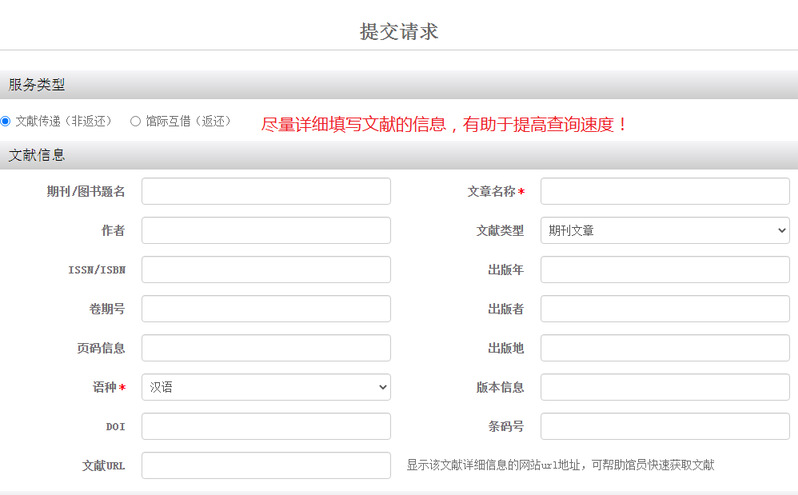 提交请求
服务类型
文献传递（非返还） 馆际互借（返还） 尽量详细填写文献的信息，有助于提高查询速度！
文献信息
期刊/图书题名 文章名称*
作者 文献类型 期刊文章
ISSN/ISBN 出版年
卷期号 出版者
页码信息 出版地
语种* 汉语 版本信息
DOI 条码号
文献URL 显示该文献详细信息的网站url地址，可帮助馆员快速获取文献